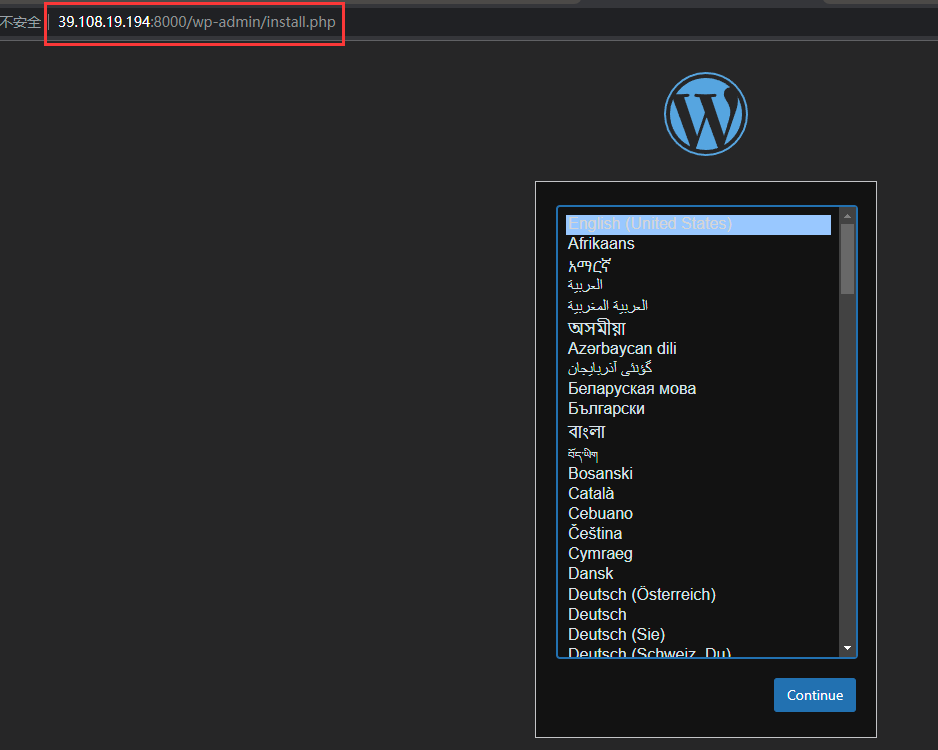 不安全 39.108.19.194:8000/wp-admin/install.php
English (United States)
Afrikaans
አማርኛ
العربية
العربية المغربية
অসমীয়া
Azərbaycan dili
گؤنئی آذربایجان
Беларуская мова
Български
বাংলা
བོད་ཡིག
Bosanski
Català
Cebuano
Čeština
Cymraeg
Dansk
Deutsch (Österreich)
Deutsch
Deutsch (Sie)
Deutsch (Schweiz, Du)
Continue